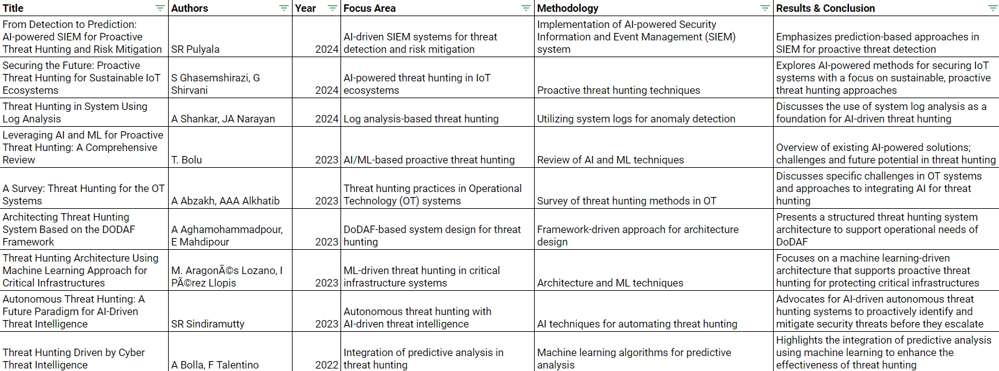 Title Authors Year Focus Area Methodology Results & Conclusion
From Detection to Prediction:
AI-powered SIEM for Proactive
Threat Hunting and Risk Mitigation
SR Pulyala
2024
AI-driven SIEM systems for threat
detection and risk mitigation
Implementation of AI-powered Security
Information and Event Management (SIEM)
system
Emphasizes prediction-based approaches in
SIEM for proactive threat detection
Securing the Future: Proactive
Threat Hunting for Sustainable IoT
Ecosystems
S Ghasemshirazi, G
Shirvani
2024
AI-powered threat hunting in IoT
ecosystems
Proactive threat hunting techniques
Explores AI-powered methods for securing IoT
systems with a focus on sustainable, proactive
threat hunting approaches
Threat Hunting in System Using
Log Analysis
A Shankar, JA Narayan
2024
Log analysis-based threat hunting
Utilizing system logs for anomaly detection
Discusses the use of system log analysis as a
foundation for AI-driven threat hunting
Leveraging AI and ML for Proactive
Threat Hunting: A Comprehensive
Review
T. Bolu
2023
AI/ML-based proactive threat hunting
Review of AI and ML techniques
Overview of existing AI-powered solutions;
challenges and future potential in threat hunting
A Survey: Threat Hunting for the OT
Systems
A Abzakh, AAA Alkhatib
2023
Threat hunting practices in Operational
Technology (OT) systems
Survey of threat hunting methods in OT
Discusses specific challenges in OT systems
and approaches to integrating AI for threat
hunting
Architecting Threat Hunting
System Based on the DODAF
Framework
A Aghamohammadpour,
E Mahdipour
2023
DoDAF-based system design for threat
hunting
Framework-driven approach for architecture
design
Presents a structured threat hunting system
architecture to support operational needs of
DoDAF
Threat Hunting Architecture Using
Machine Learning Approach for
Critical Infrastructures
M. AragonÃ©s Lozano, I
PÃ©rez Llopis
2023
ML-driven threat hunting in critical
infrastructure systems
Architecture and ML techniques
Focuses on a machine learning-driven
architecture that supports proactive threat
hunting for protecting critical infrastructures
Autonomous Threat Hunting: A
Future Paradigm for AI-Driven
Threat Intelligence
SR Sindiramutty
2023
Autonomous threat hunting with
AI-driven threat intelligence
AI techniques for automating threat hunting
Advocates for AI-driven autonomous threat
hunting systems to proactively identify and
mitigate security threats before they escalate
Threat Hunting Driven by Cyber
Threat Intelligence
A Bolla, F Talentino
2022
Integration of predictive analysis in
threat hunting
Machine learning algorithms for predictive
analysis
Highlights the integration of predictive analysis
using machine learning to enhance the
effectiveness of threat hunting